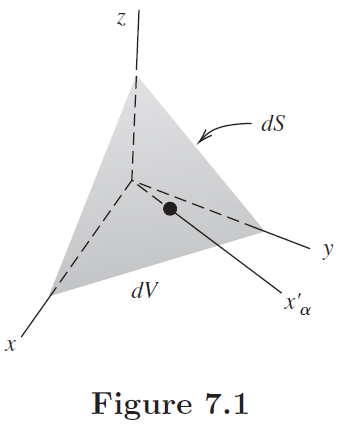 z
dS
y
dV
x'α
x
Figure 7.1